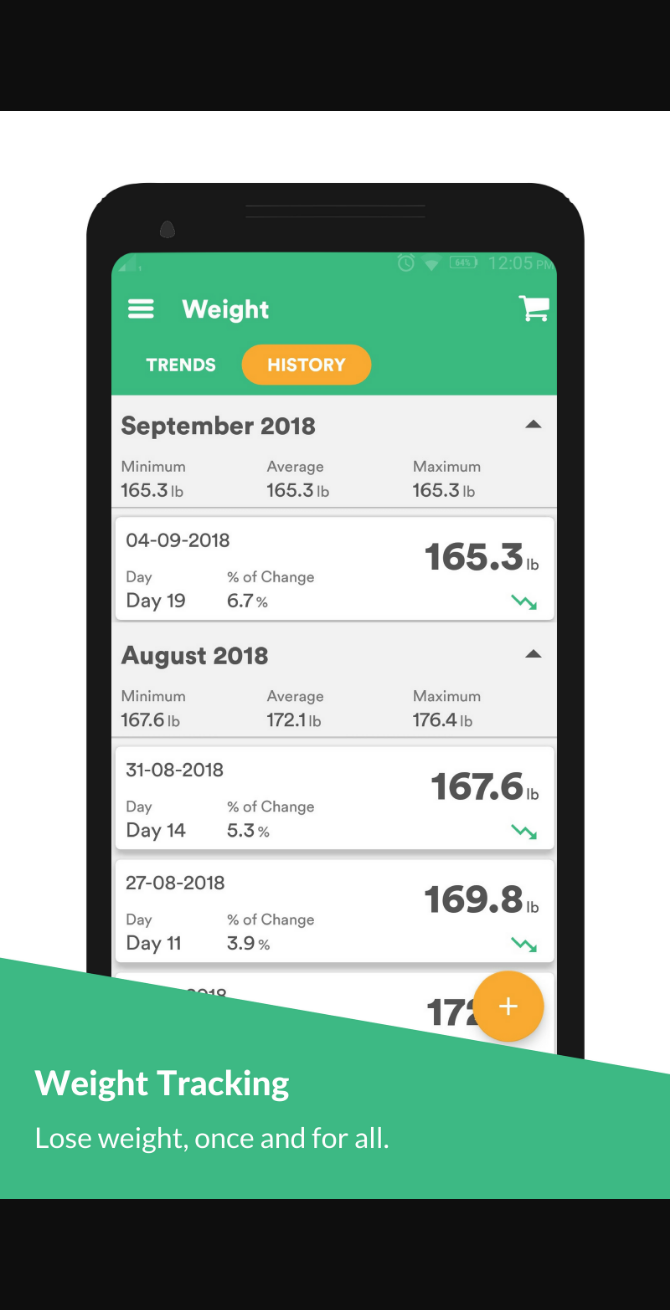 64% 12:05 PM
Weight
TRENDS HISTORY
September 2018
Minimum Average Maximum
165.3 lb 165.3 lb 165.3 lb
04-09-2018
165.3 lb
Day % of Change
Day 19 6.7 %
August 2018
Minimum Average Maximum
167.6 lb 172.1 lb 176.4 lb
31-08-2018
167.6 lb
Day % of Change
Day 14 5.3 %
27-08-2018
169.8 lb
Day % of Change
Day 11 3.9 %
+
Weight Tracking
Lose weight, once and for all.